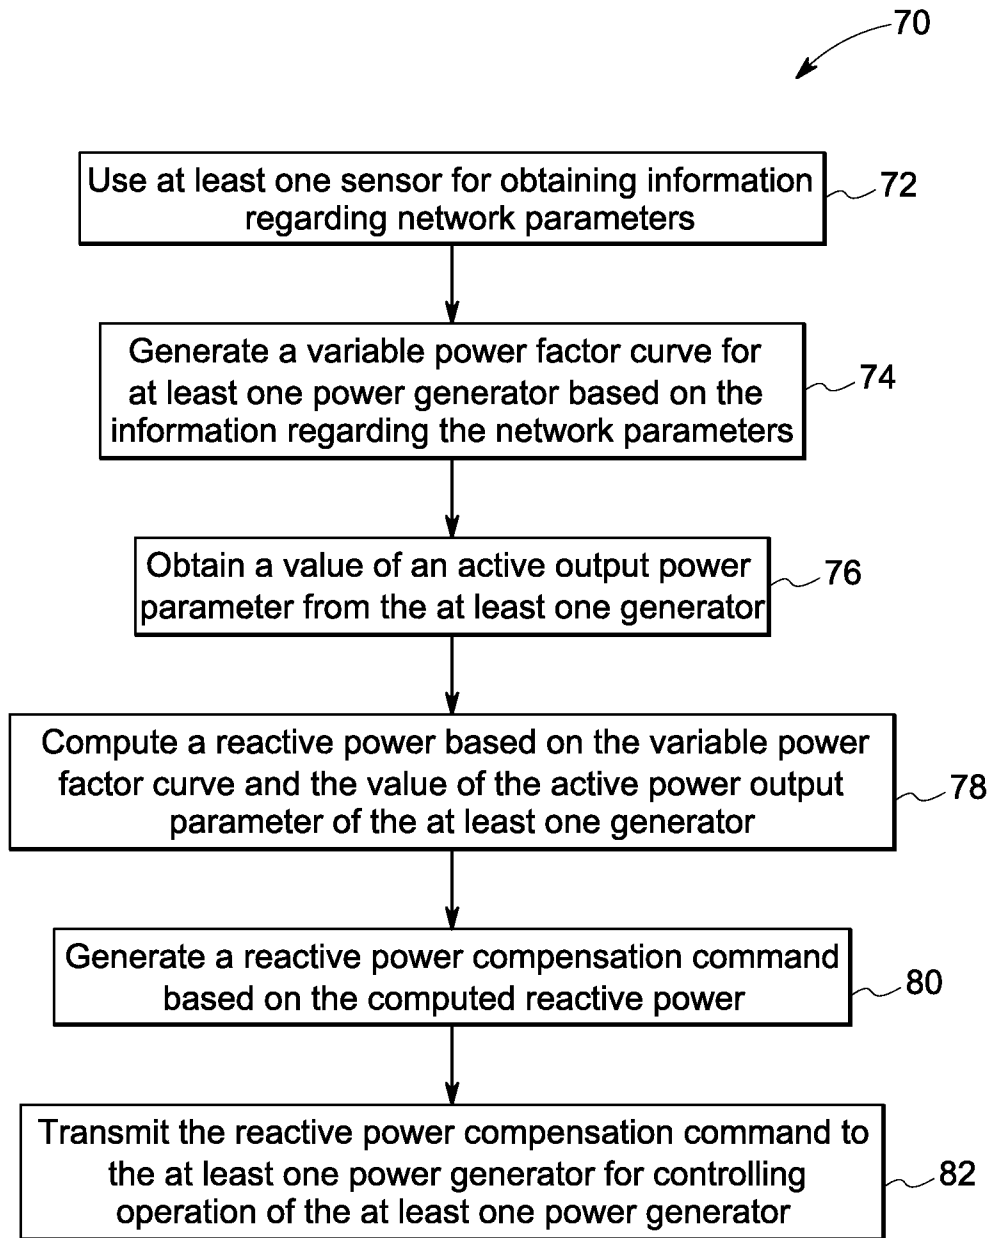 70
Use at least one sensor for obtaining information
regarding network parameters
72
Generate a variable power factor curve for
at least one power generator based on the
information regarding the network parameters
74
Obtain a value of an active output power
parameter from the at least one generator
76
Compute a reactive power based on the variable power
factor curve and the value of the active power output
parameter of the at least one generator
78
Generate a reactive power compensation command
based on the computed reactive power
80
Transmit the reactive power compensation command to
the at least one power generator for controlling
operation of the at least one power generator
82